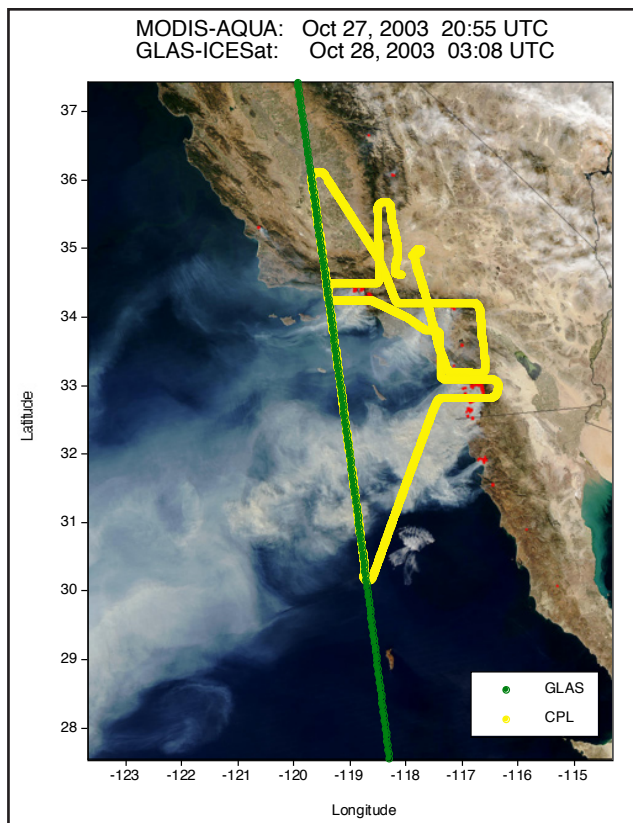 MODIS-AQUA: Oct 27, 2003 20:55 UTC
GLAS-ICESat: Oct 28, 2003 03:08 UTC
37
36
35
34
33
32
31
30
29
28
Latitude
GLAS
CPL
-123 -122 -121 -120 -119 -118 -117 -116 -115
Longitude